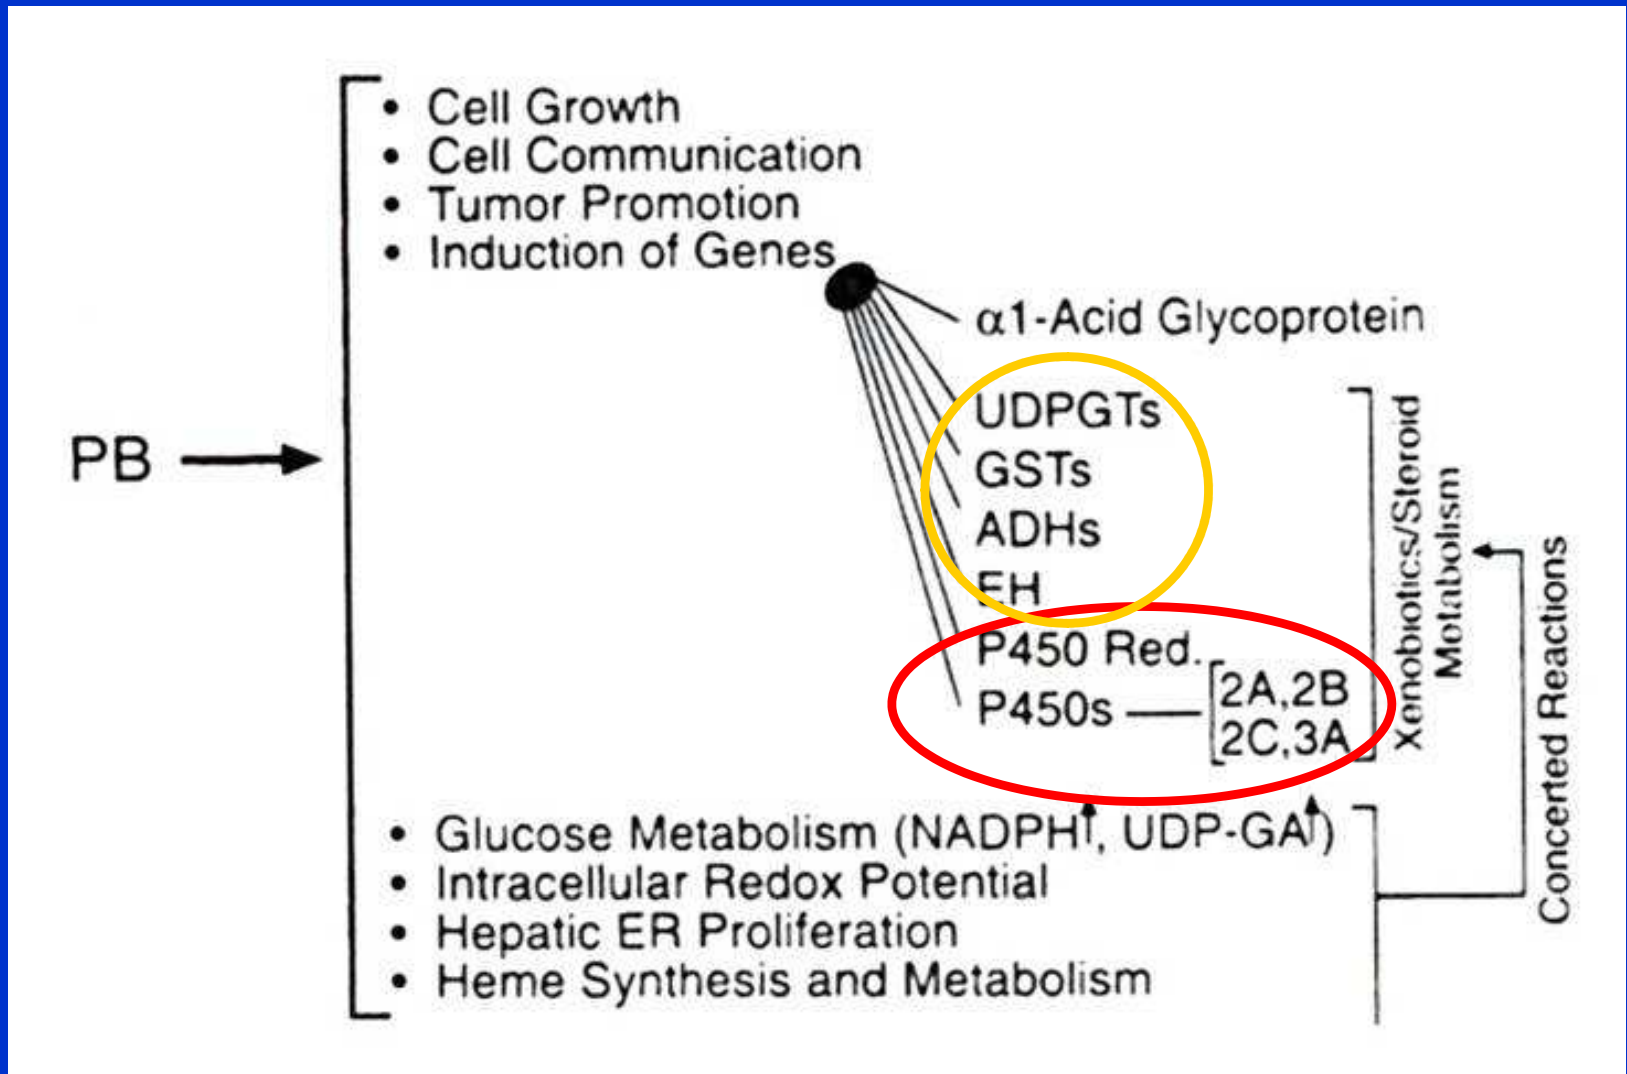 • Cell Growth
• Cell Communication
• Tumor Promotion
• Induction of Genes
α1-Acid Glycoprotein
UDPGTs
GSTs
ADHs
EH
P450 Red.
P450s
2A,2B
2C,3A
Xenobiotics/Steroid
Motabolism
Concerted Reactions
PB
• Glucose Metabolism (NADPH↑, UDP-GA↑)
• Intracellular Redox Potential
• Hepatic ER Proliferation
• Heme Synthesis and Metabolism